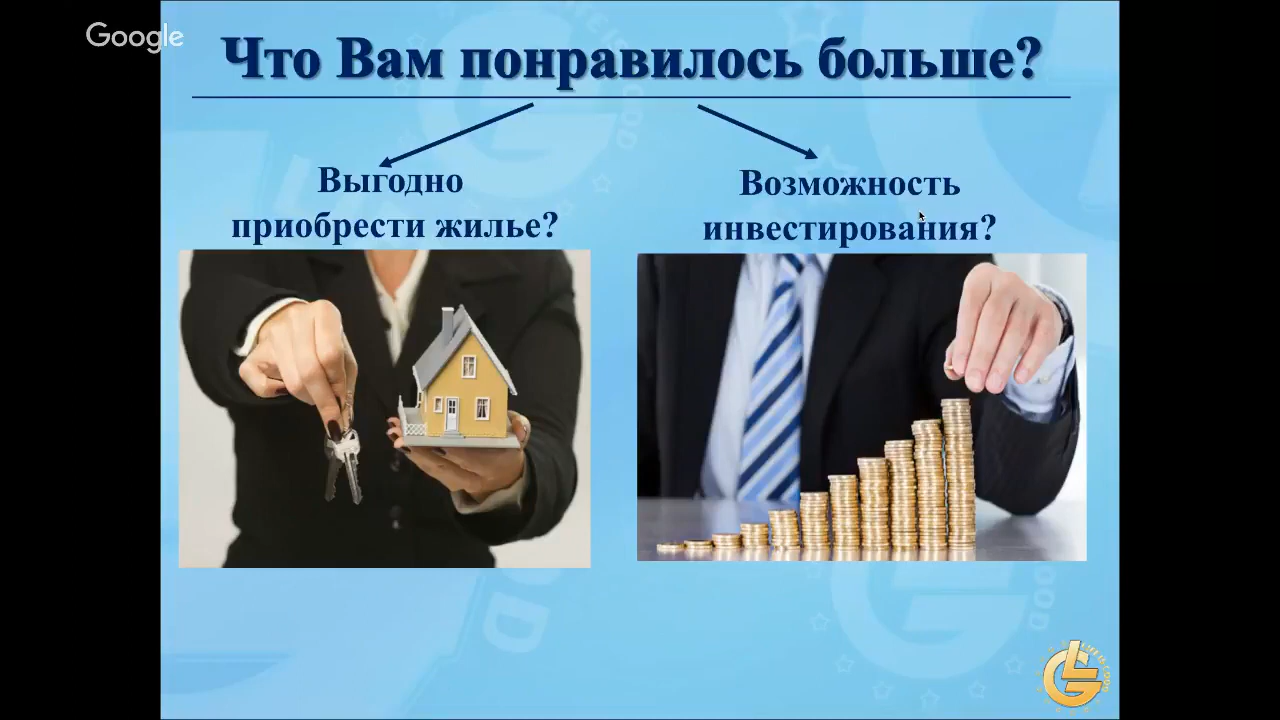 Google
Что Вам понравилось больше?
Выгодно
приобрести жилье?
Возможность
инвестирования?